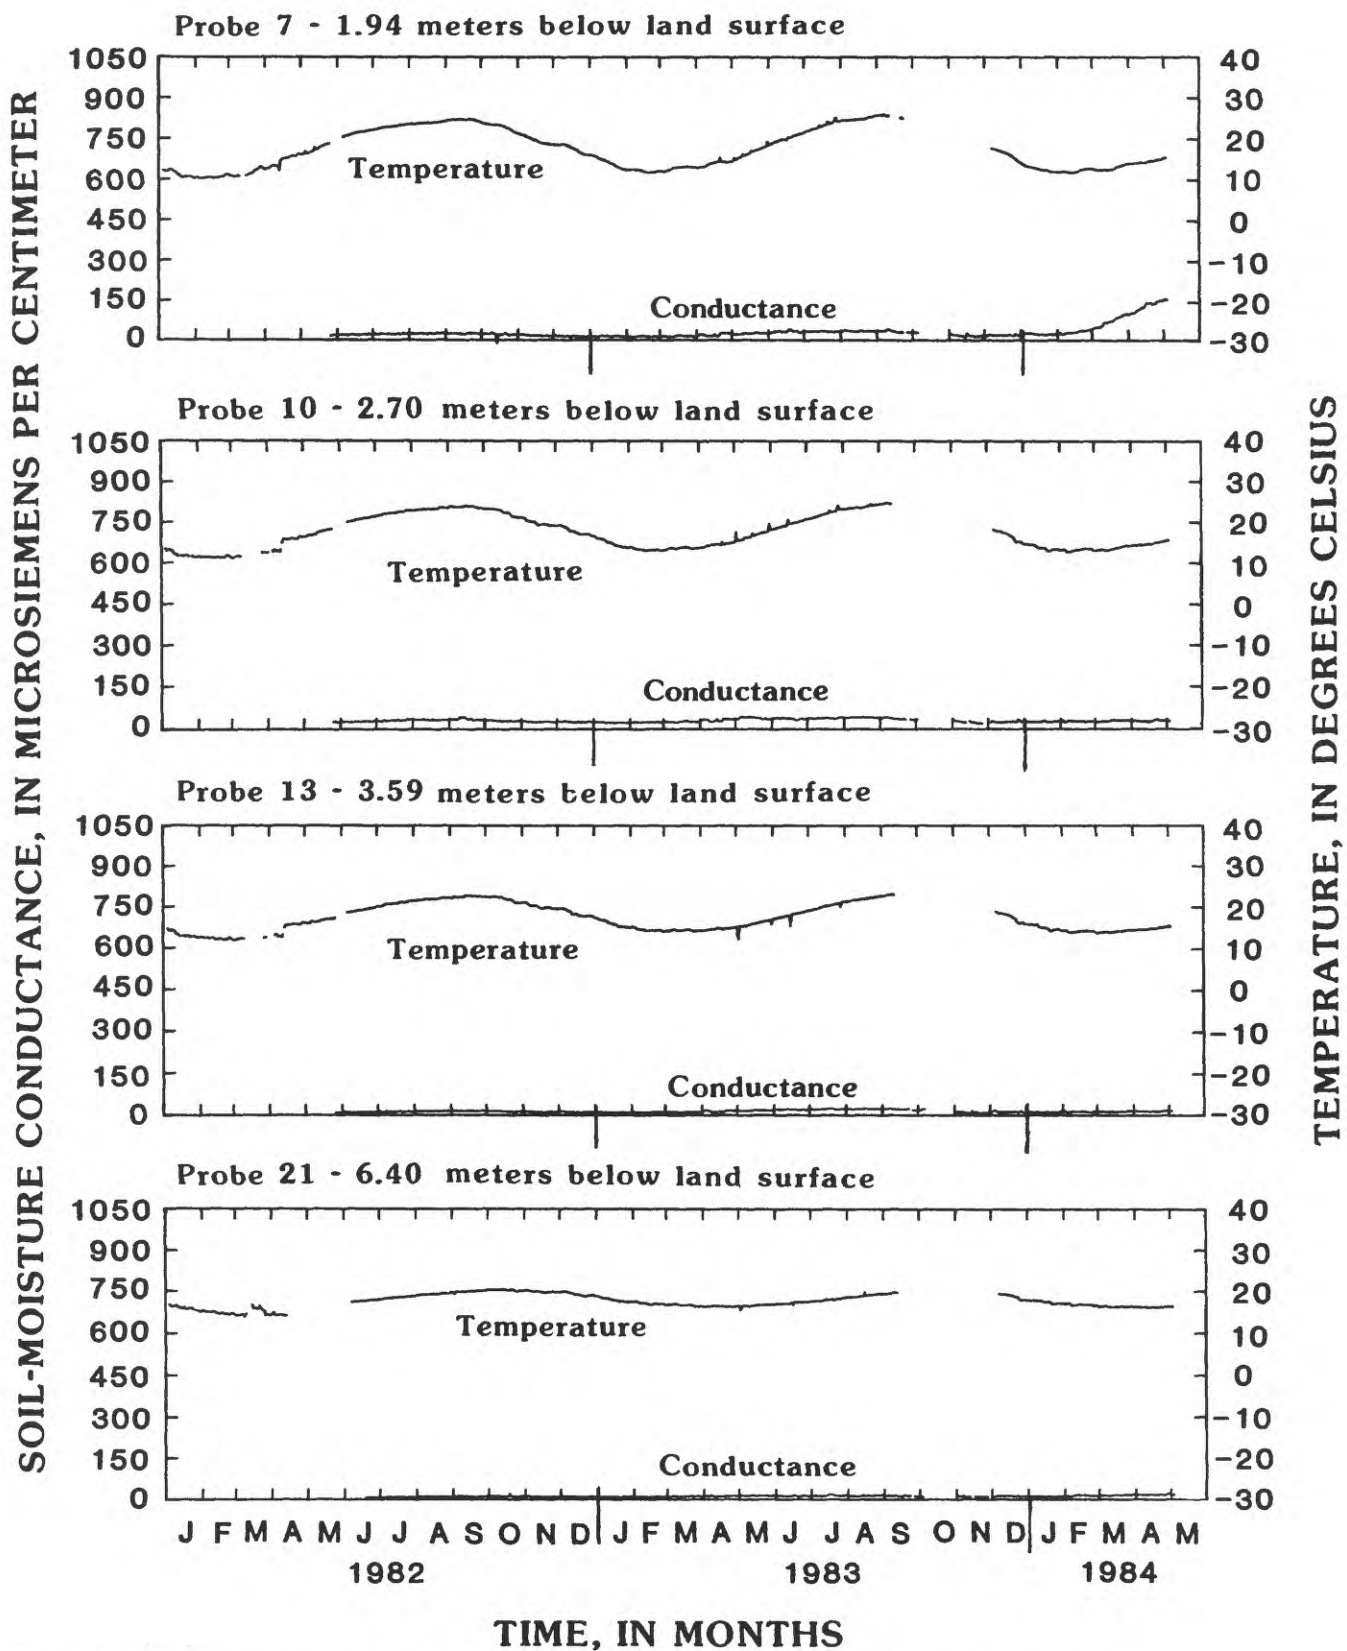 SOIL-MOISTURE CONDUCTANCE, IN MICROSIEMENS PER CENTIMETER
TEMPERATURE, IN DEGREES CELSIUS
Probe 7 - 1.94 meters below land surface
1050 40
900 30
750 20
Temperature
600 10
450 0
300 -10
150 -20
Conductance
0 -30
Probe 10 - 2.70 meters below land surface
1050 40
900 30
750 20
600 10
Temperature
450 0
300 -10
150 -20
Conductance
0 -30
Probe 13 - 3.59 meters below land surface
1050 40
900 30
750 20
600 10
Temperature
450 0
300 -10
150 -20
Conductance
0 -30
Probe 21 - 6.40 meters below land surface
1050 40
900 30
750 20
Temperature
600 10
450 0
300 -10
150 -20
Conductance
0 -30
J F M A M J J A S O N D J F M A M J J A S O N D J F M A M
1982 1983 1984
TIME, IN MONTHS